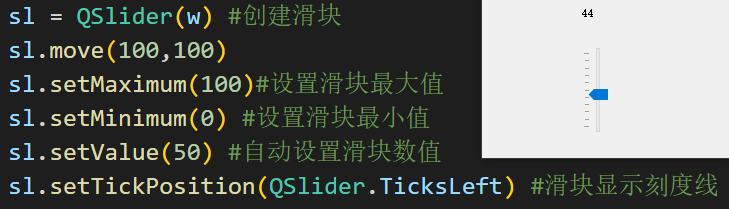 sl = QSlider(w) #创建滑块
44
sl.move(100,100)
sl.setMaximum(100)#设置滑块最大值
sl.setMinimum(0) #设置滑块最小值
sl.setValue(50) #自动设置滑块数值
sl.setTickPosition(QSlider.TicksLeft) #滑块显示刻度线